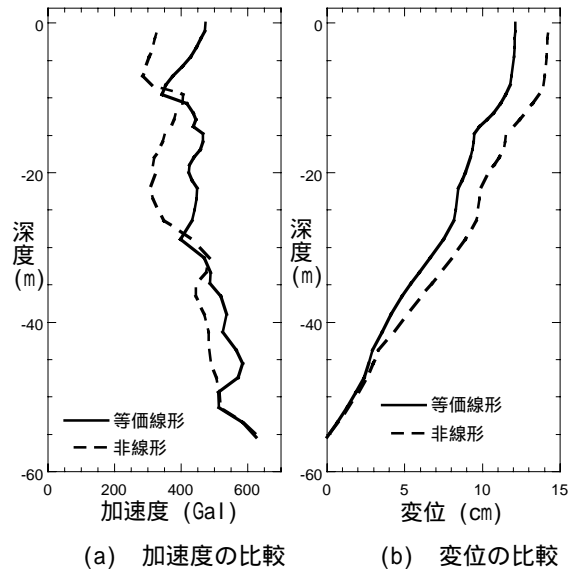 0
-20
-40
-60
深度
(m)
等価線形
非線形
0 200 400 600
加速度 (Gal)
(a) 加速度の比較
0
-20
-40
-60
深度
(m)
等価線形
非線形
0 5 10 15
変位 (cm)
(b) 変位の比較